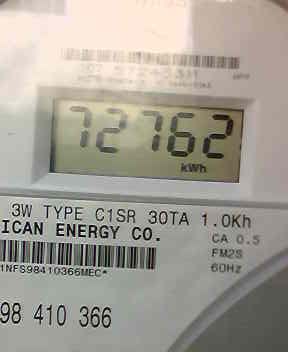 72762
kWh
3W TYPE C1SR 30TA 1.0Kh
ICAN ENERGY CO.
CA 0.5
FM2S
60Hz
1NFS98410366MEC*
98 410 366